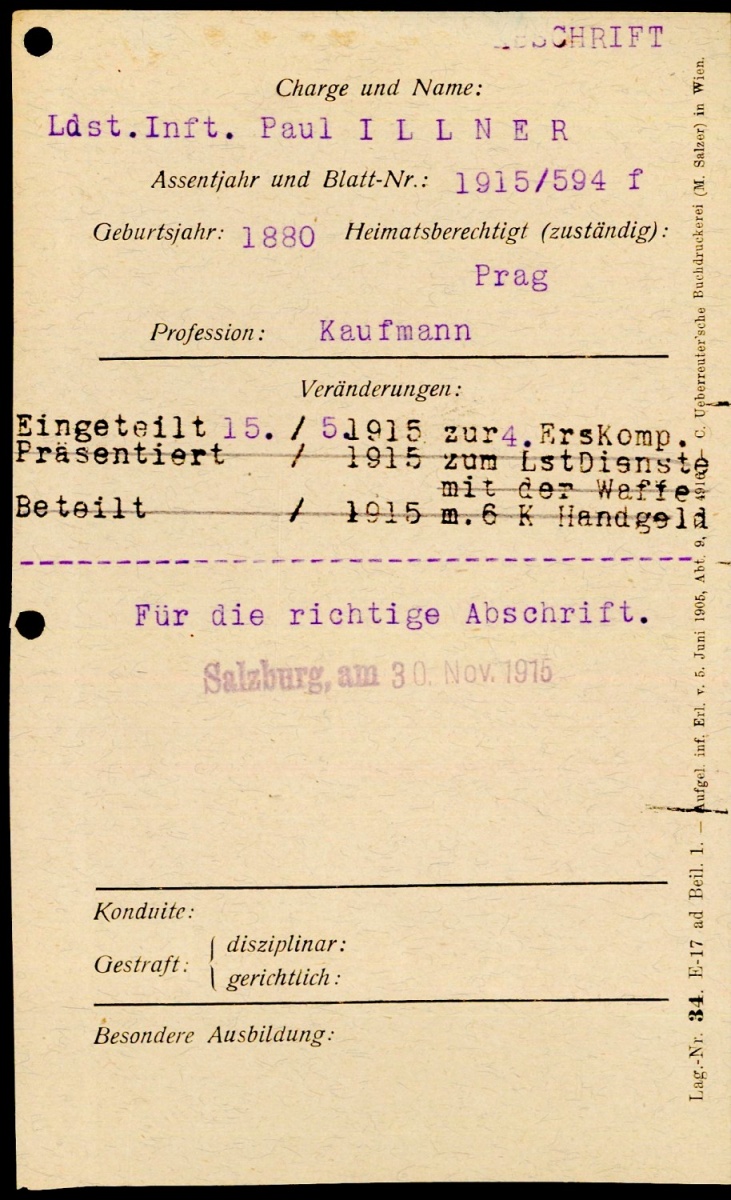 ABSCHRIFT
Charge und Name:
Ldst.Inft. Paul I L L N E R
Assentjahr und Blatt-Nr.: 1915/594 f
Geburtsjahr: 1880 Heimatsberechtigt (zuständig):
Prag
Profession: Kaufmann
Veränderungen:
Eingeteilt 15. / 5.1915 zur 4. ErsKomp.
Präsentiert / 1915 zum LstDienste
mit der Waffe
Beteilt / 1915 m.6 K Handgeld
Für die richtige Abschrift.
Salzburg, am 30. Nov. 1915
Konduite:
Gestraft: { disziplinar:
gerichtlich:
Besondere Ausbildung:
Lag.-Nr. 34. E-17 ad Beil. 1. — Aufgel. inf. Erl. v. 5. Juni 1905, Abt. 9, — C. Ueberreuter'sche Buchdruckerei (M. Salzer) in Wien.